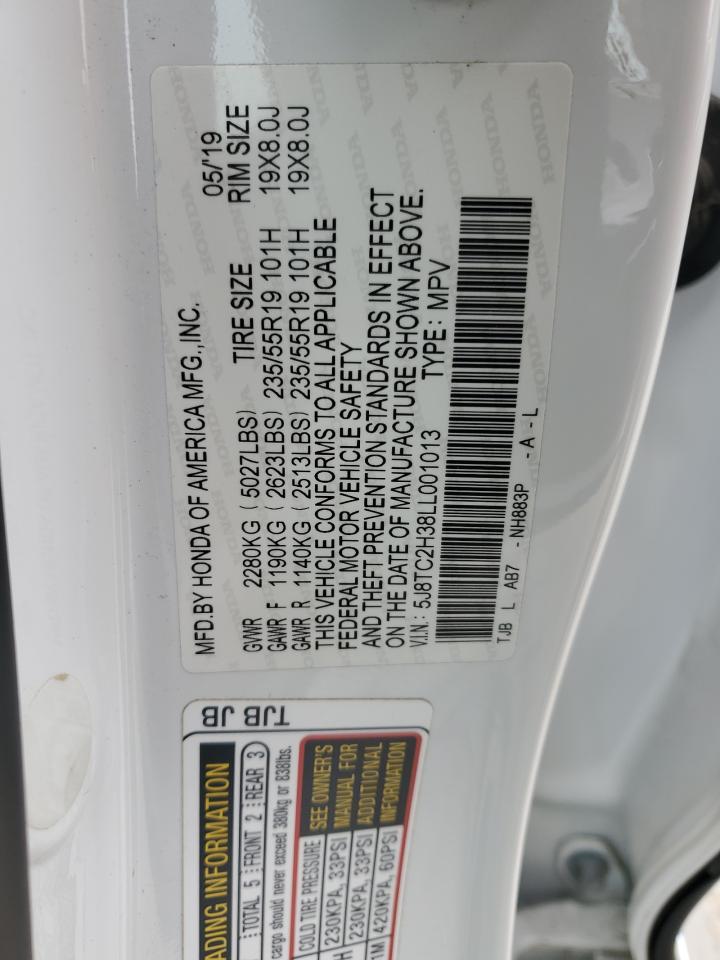 MFD.BY HONDA OF AMERICA MFG.,INC. 05/'19
GVWR 2280KG ( 5027LBS) TIRE SIZE RIM SIZE
GAWR F 1190KG ( 2623LBS) 235/55R19 101H 19X8.0J
GAWR R 1140KG ( 2513LBS) 235/55R19 101H 19X8.0J
THIS VEHICLE CONFORMS TO ALL APPLICABLE
FEDERAL MOTOR VEHICLE SAFETY
AND THEFT PREVENTION STANDARDS IN EFFECT
ON THE DATE OF MANUFACTURE SHOWN ABOVE.
V.I.N.: 5J8TC2H38LL001013 TYPE: MPV
TJB L AB7 - NH883P - A - L
TJB JB
ADING INFORMATION
TOTAL 5 FRONT 2 REAR 3
cargo should never exceed 380kg or 838lbs.
COLD TIRE PRESSURE SEE OWNER'S
230KPA, 33PSI MANUAL FOR
230KPA, 33PSI ADDITIONAL
420KPA, 60PSI INFORMATION